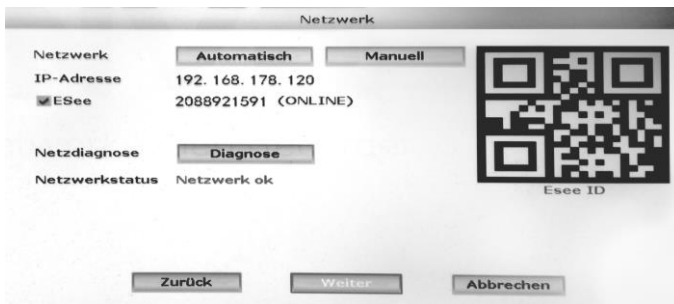 Netzwerk
Netzwerk Automatisch Manuell
IP-Adresse 192. 168. 178. 120
ESee 2088921591 (ONLINE)
Netzdiagnose Diagnose
Netzwerkstatus Netzwerk ok
Esee ID
Zurück Weiter Abbrechen